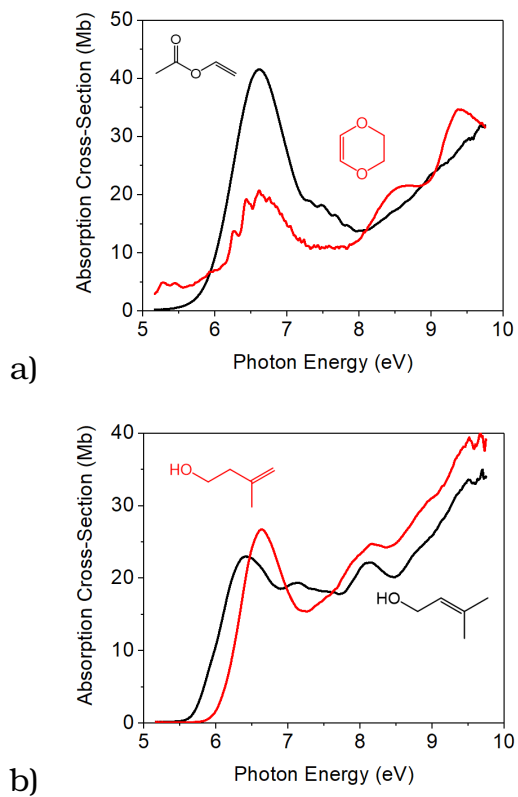 a)
Absorption Cross-Section (Mb)
50
40
30
20
10
0
O
O
O
O
5 6 7 8 9 10
Photon Energy (eV)
b)
Absorption Cross-Section (Mb)
40
30
20
10
0
HO
HO
5 6 7 8 9 10
Photon Energy (eV)